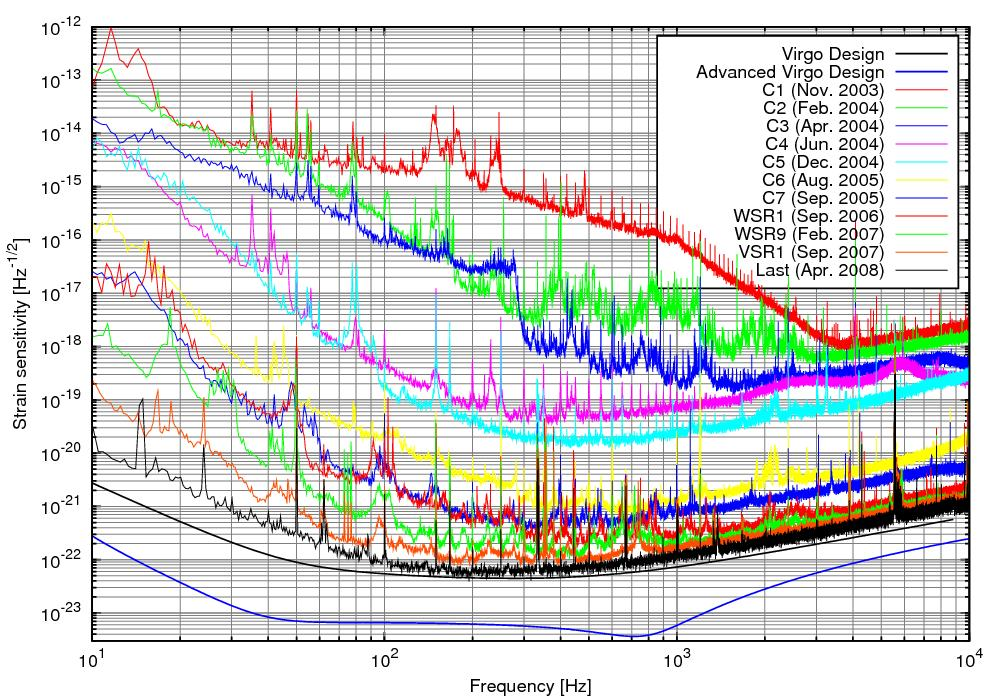 10^-12
10^-13
10^-14
10^-15
10^-16
10^-17
10^-18
10^-19
10^-20
10^-21
10^-22
10^-23
Strain sensitivity [Hz^-1/2]
Virgo Design
Advanced Virgo Design
C1 (Nov. 2003)
C2 (Feb. 2004)
C3 (Apr. 2004)
C4 (Jun. 2004)
C5 (Dec. 2004)
C6 (Aug. 2005)
C7 (Sep. 2005)
WSR1 (Sep. 2006)
WSR9 (Feb. 2007)
VSR1 (Sep. 2007)
Last (Apr. 2008)
10^1 10^2 10^3 10^4
Frequency [Hz]